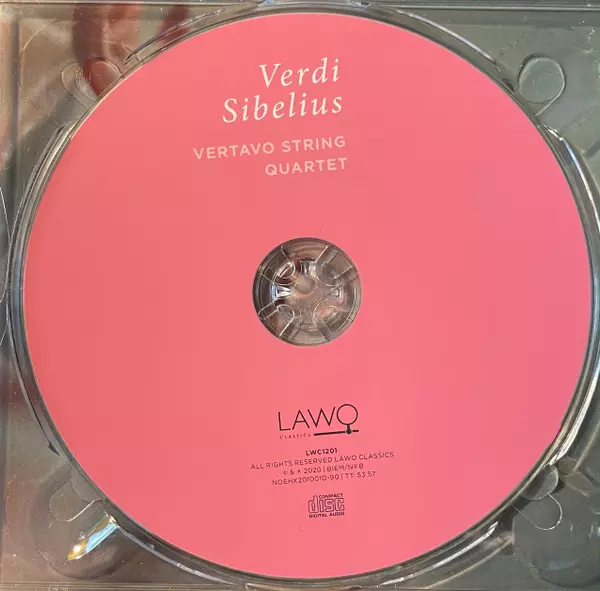 Verdi
Sibelius
VERTAVO STRING
QUARTET
LAWO
CLASSICS
LWC1201
ALL RIGHTS RESERVED LAWO CLASSICS
© & ℗ 2020 | BIEM/NCB
NOEHX2010010-90 | TT: 53:57
COMPACT
disc
DIGITAL AUDIO